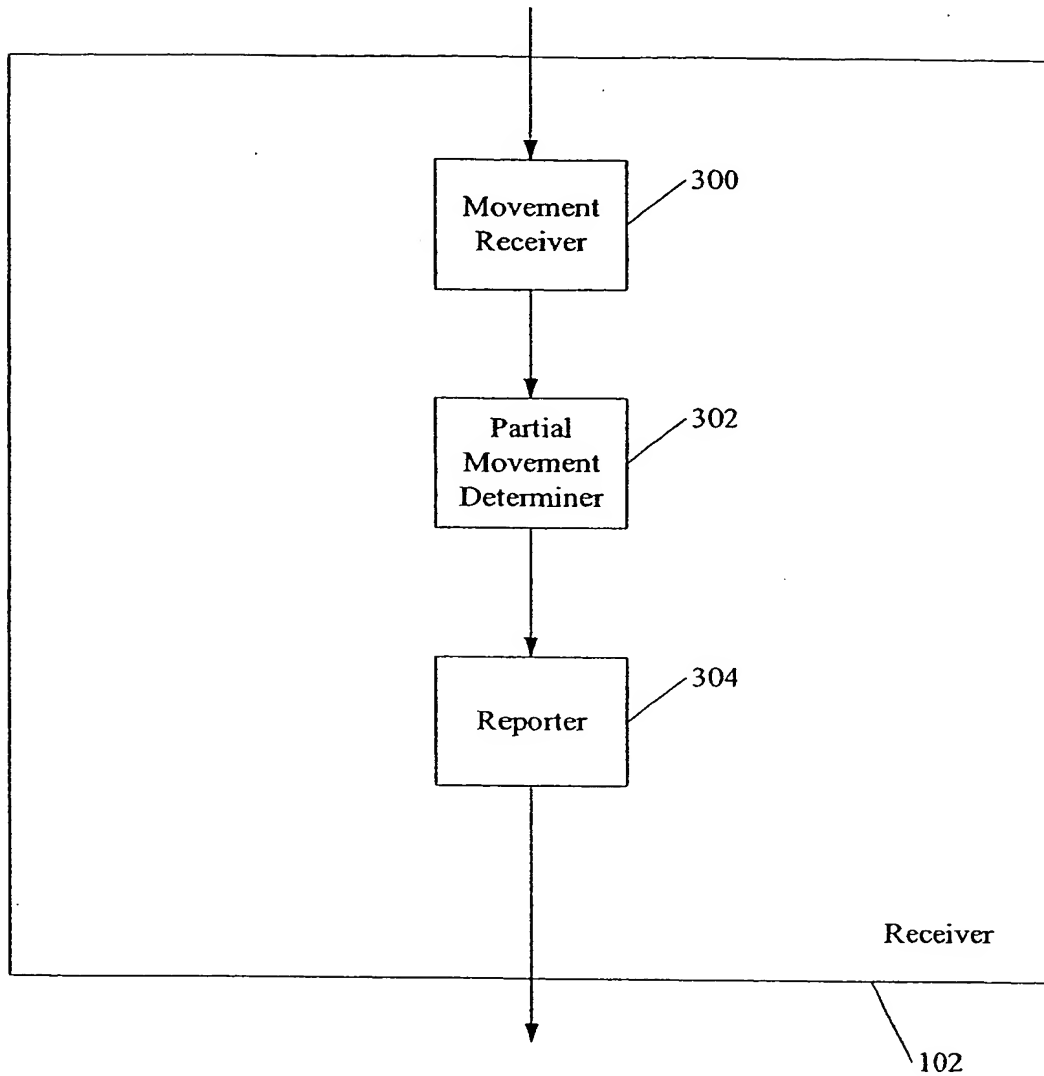 Movement
Receiver
300
Partial
Movement
Determiner
302
Reporter
304
Receiver
102